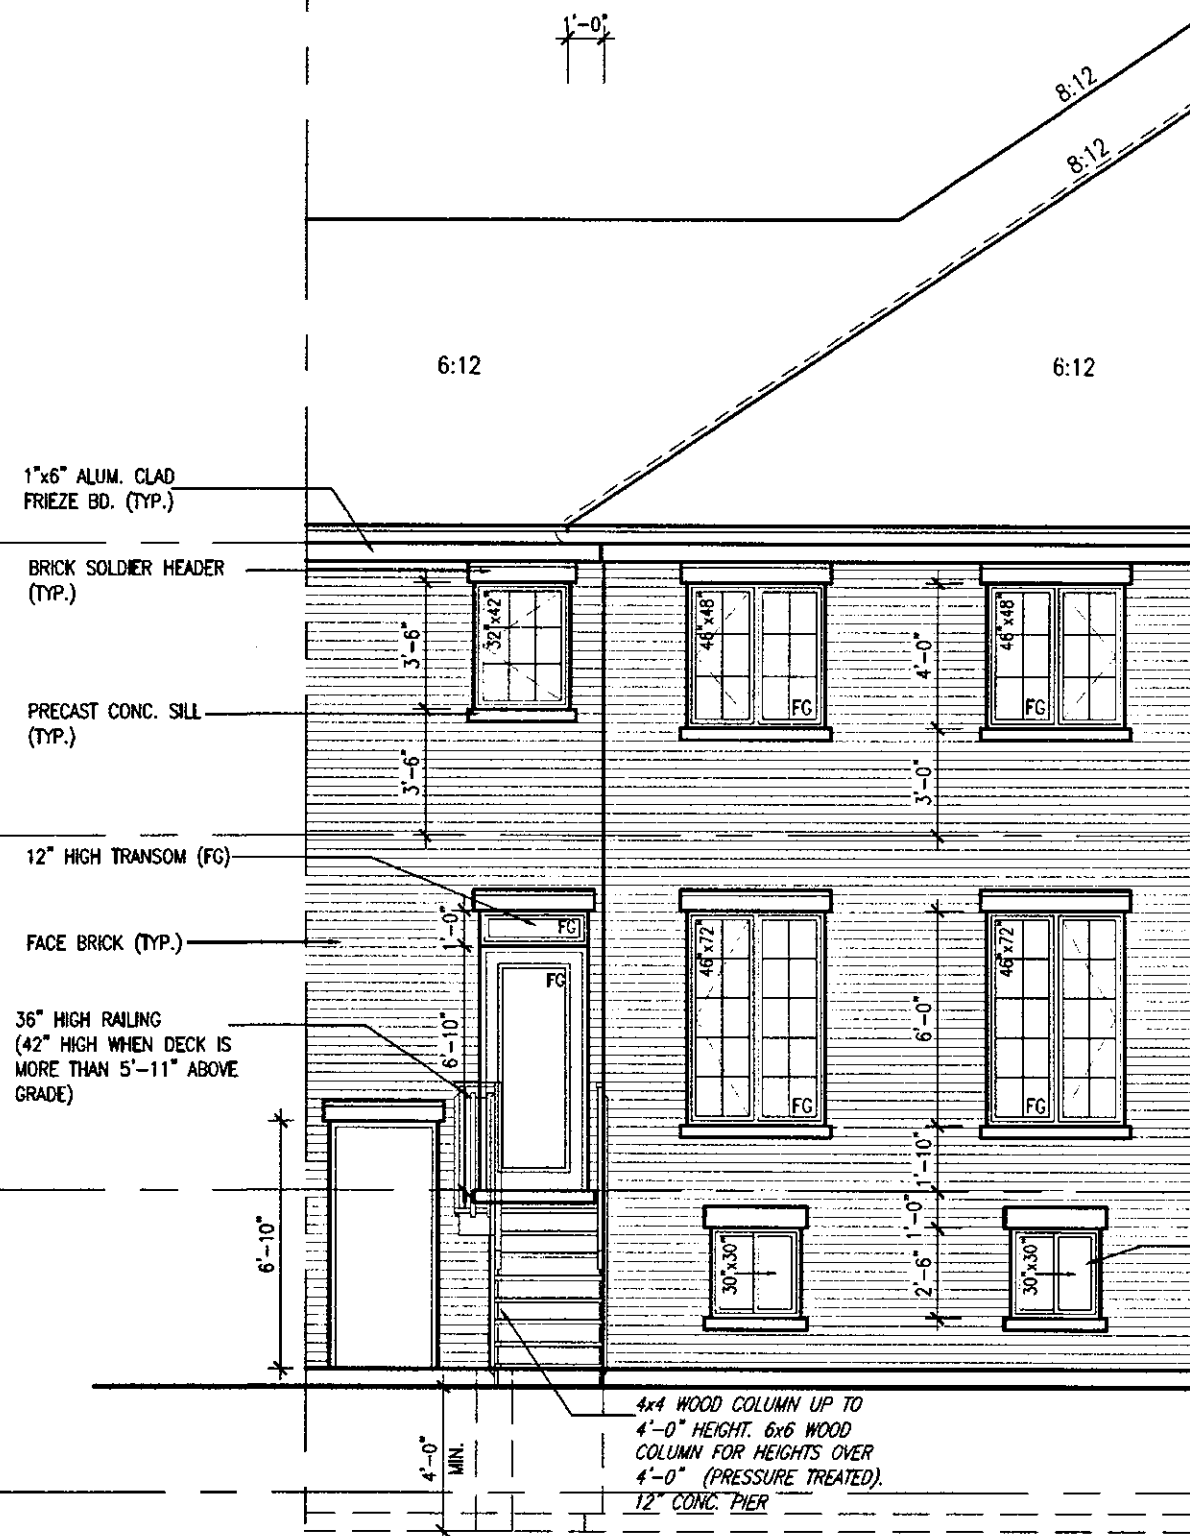 1'-0"
8:12
8:12
6:12
6:12
1"x6" ALUM. CLAD
FRIEZE BD. (TYP.)
BRICK SOLDIER HEADER
(TYP.)
32"x42"
46"x48"
46"x48"
3'-6"
4'-0"
FG
FG
PRECAST CONC. SILL
(TYP.)
3'-6"
3'-0"
12" HIGH TRANSOM (FG)
1'-0"
FG
46"x72"
46"x72"
FACE BRICK (TYP.)
FG
36" HIGH RAILING
(42" HIGH WHEN DECK IS
MORE THAN 5'-11" ABOVE
GRADE)
6'-10"
6'-0"
FG
FG
1'-10"
1'-0"
6'-10"
30"x30"
2'-6"
30"x30"
4x4 WOOD COLUMN UP TO
4'-0" HEIGHT. 6x6 WOOD
COLUMN FOR HEIGHTS OVER
4'-0" (PRESSURE TREATED).
12" CONC. PIER
4'-0"
MIN.